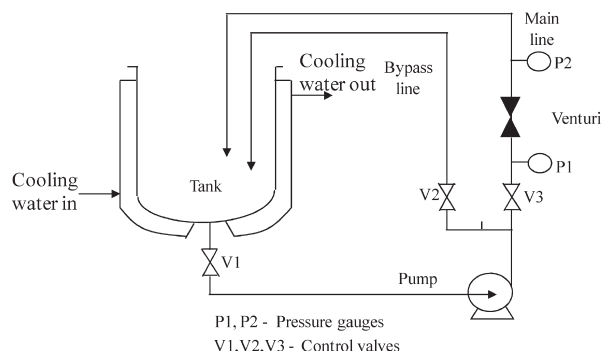 Main
line
P2
Cooling
water out
Bypass
line
Venturi
P1
Tank
Cooling
water in
V2
V3
V1
Pump
P1, P2 - Pressure gauges
V1,V2,V3 - Control valves